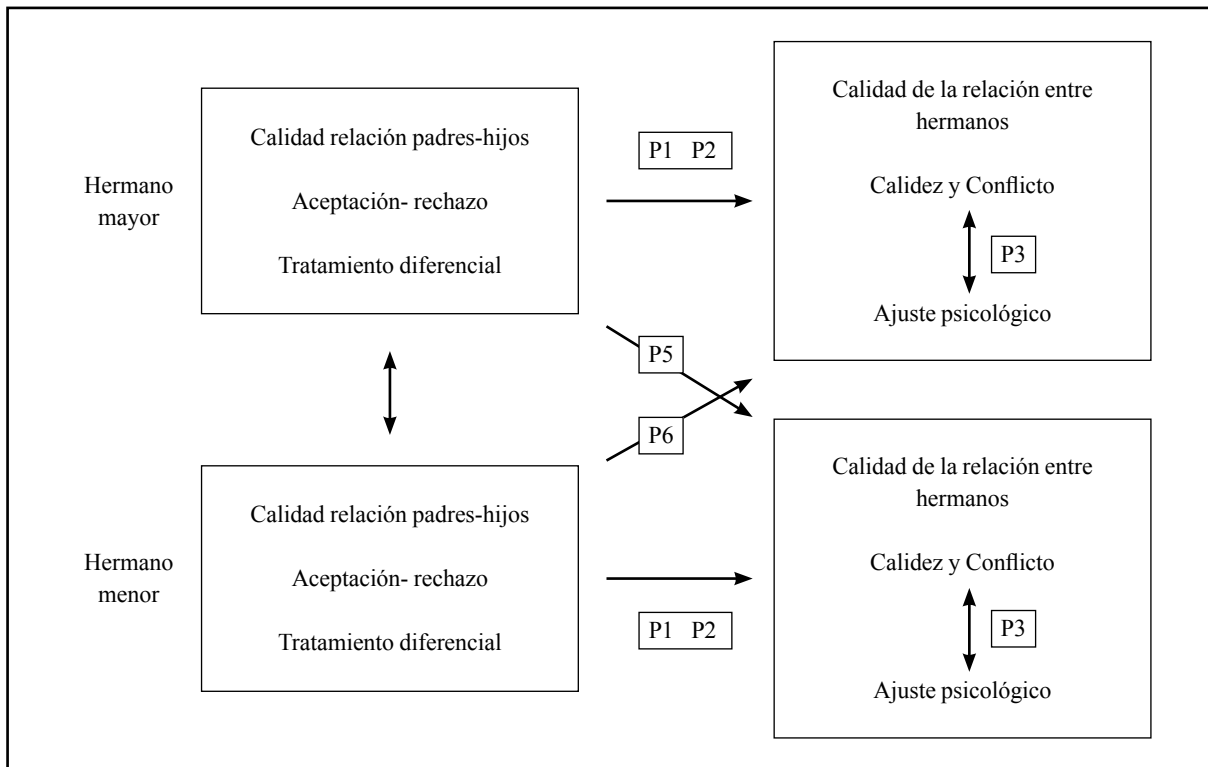 Hermano
mayor
Calidad relación padres-hijos
Aceptación- rechazo
Tratamiento diferencial
P1 P2
Calidad de la relación entre
hermanos
Calidez y Conflicto
P3
Ajuste psicológico
P5
P6
Hermano
menor
Calidad relación padres-hijos
Aceptación- rechazo
Tratamiento diferencial
P1 P2
Calidad de la relación entre
hermanos
Calidez y Conflicto
P3
Ajuste psicológico